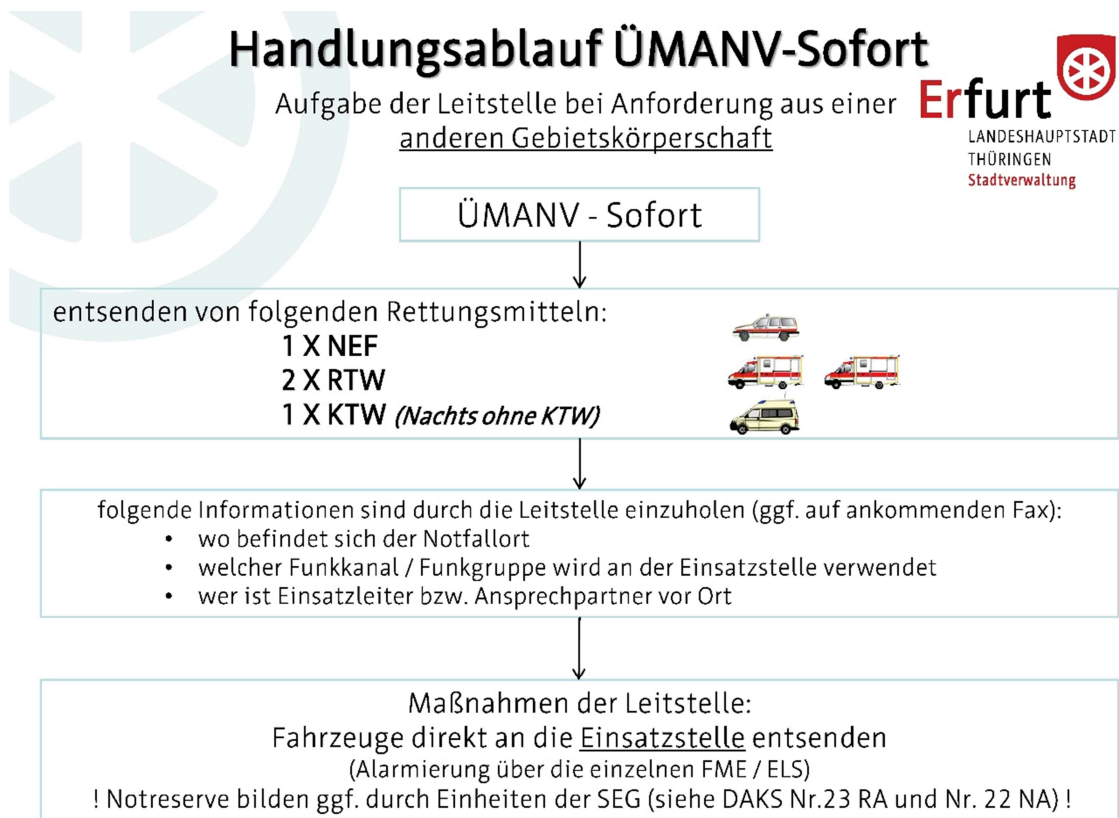 Handlungsablauf ÜMANV-Sofort
Aufgabe der Leitstelle bei Anforderung aus einer
anderen Gebietskörperschaft
Erfurt
LANDESHAUPTSTADT
THÜRINGEN
Stadtverwaltung
ÜMANV - Sofort
entsenden von folgenden Rettungsmitteln:
1 X NEF
2 X RTW
1 X KTW (Nachts ohne KTW)
folgende Informationen sind durch die Leitstelle einzuholen (ggf. auf ankommenden Fax):
• wo befindet sich der Notfallort
• welcher Funkkanal / Funkgruppe wird an der Einsatzstelle verwendet
• wer ist Einsatzleiter bzw. Ansprechpartner vor Ort
Maßnahmen der Leitstelle:
Fahrzeuge direkt an die Einsatzstelle entsenden
(Alarmierung über die einzelnen FME / ELS)
! Notreserve bilden ggf. durch Einheiten der SEG (siehe DAKS Nr.23 RA und Nr. 22 NA) !